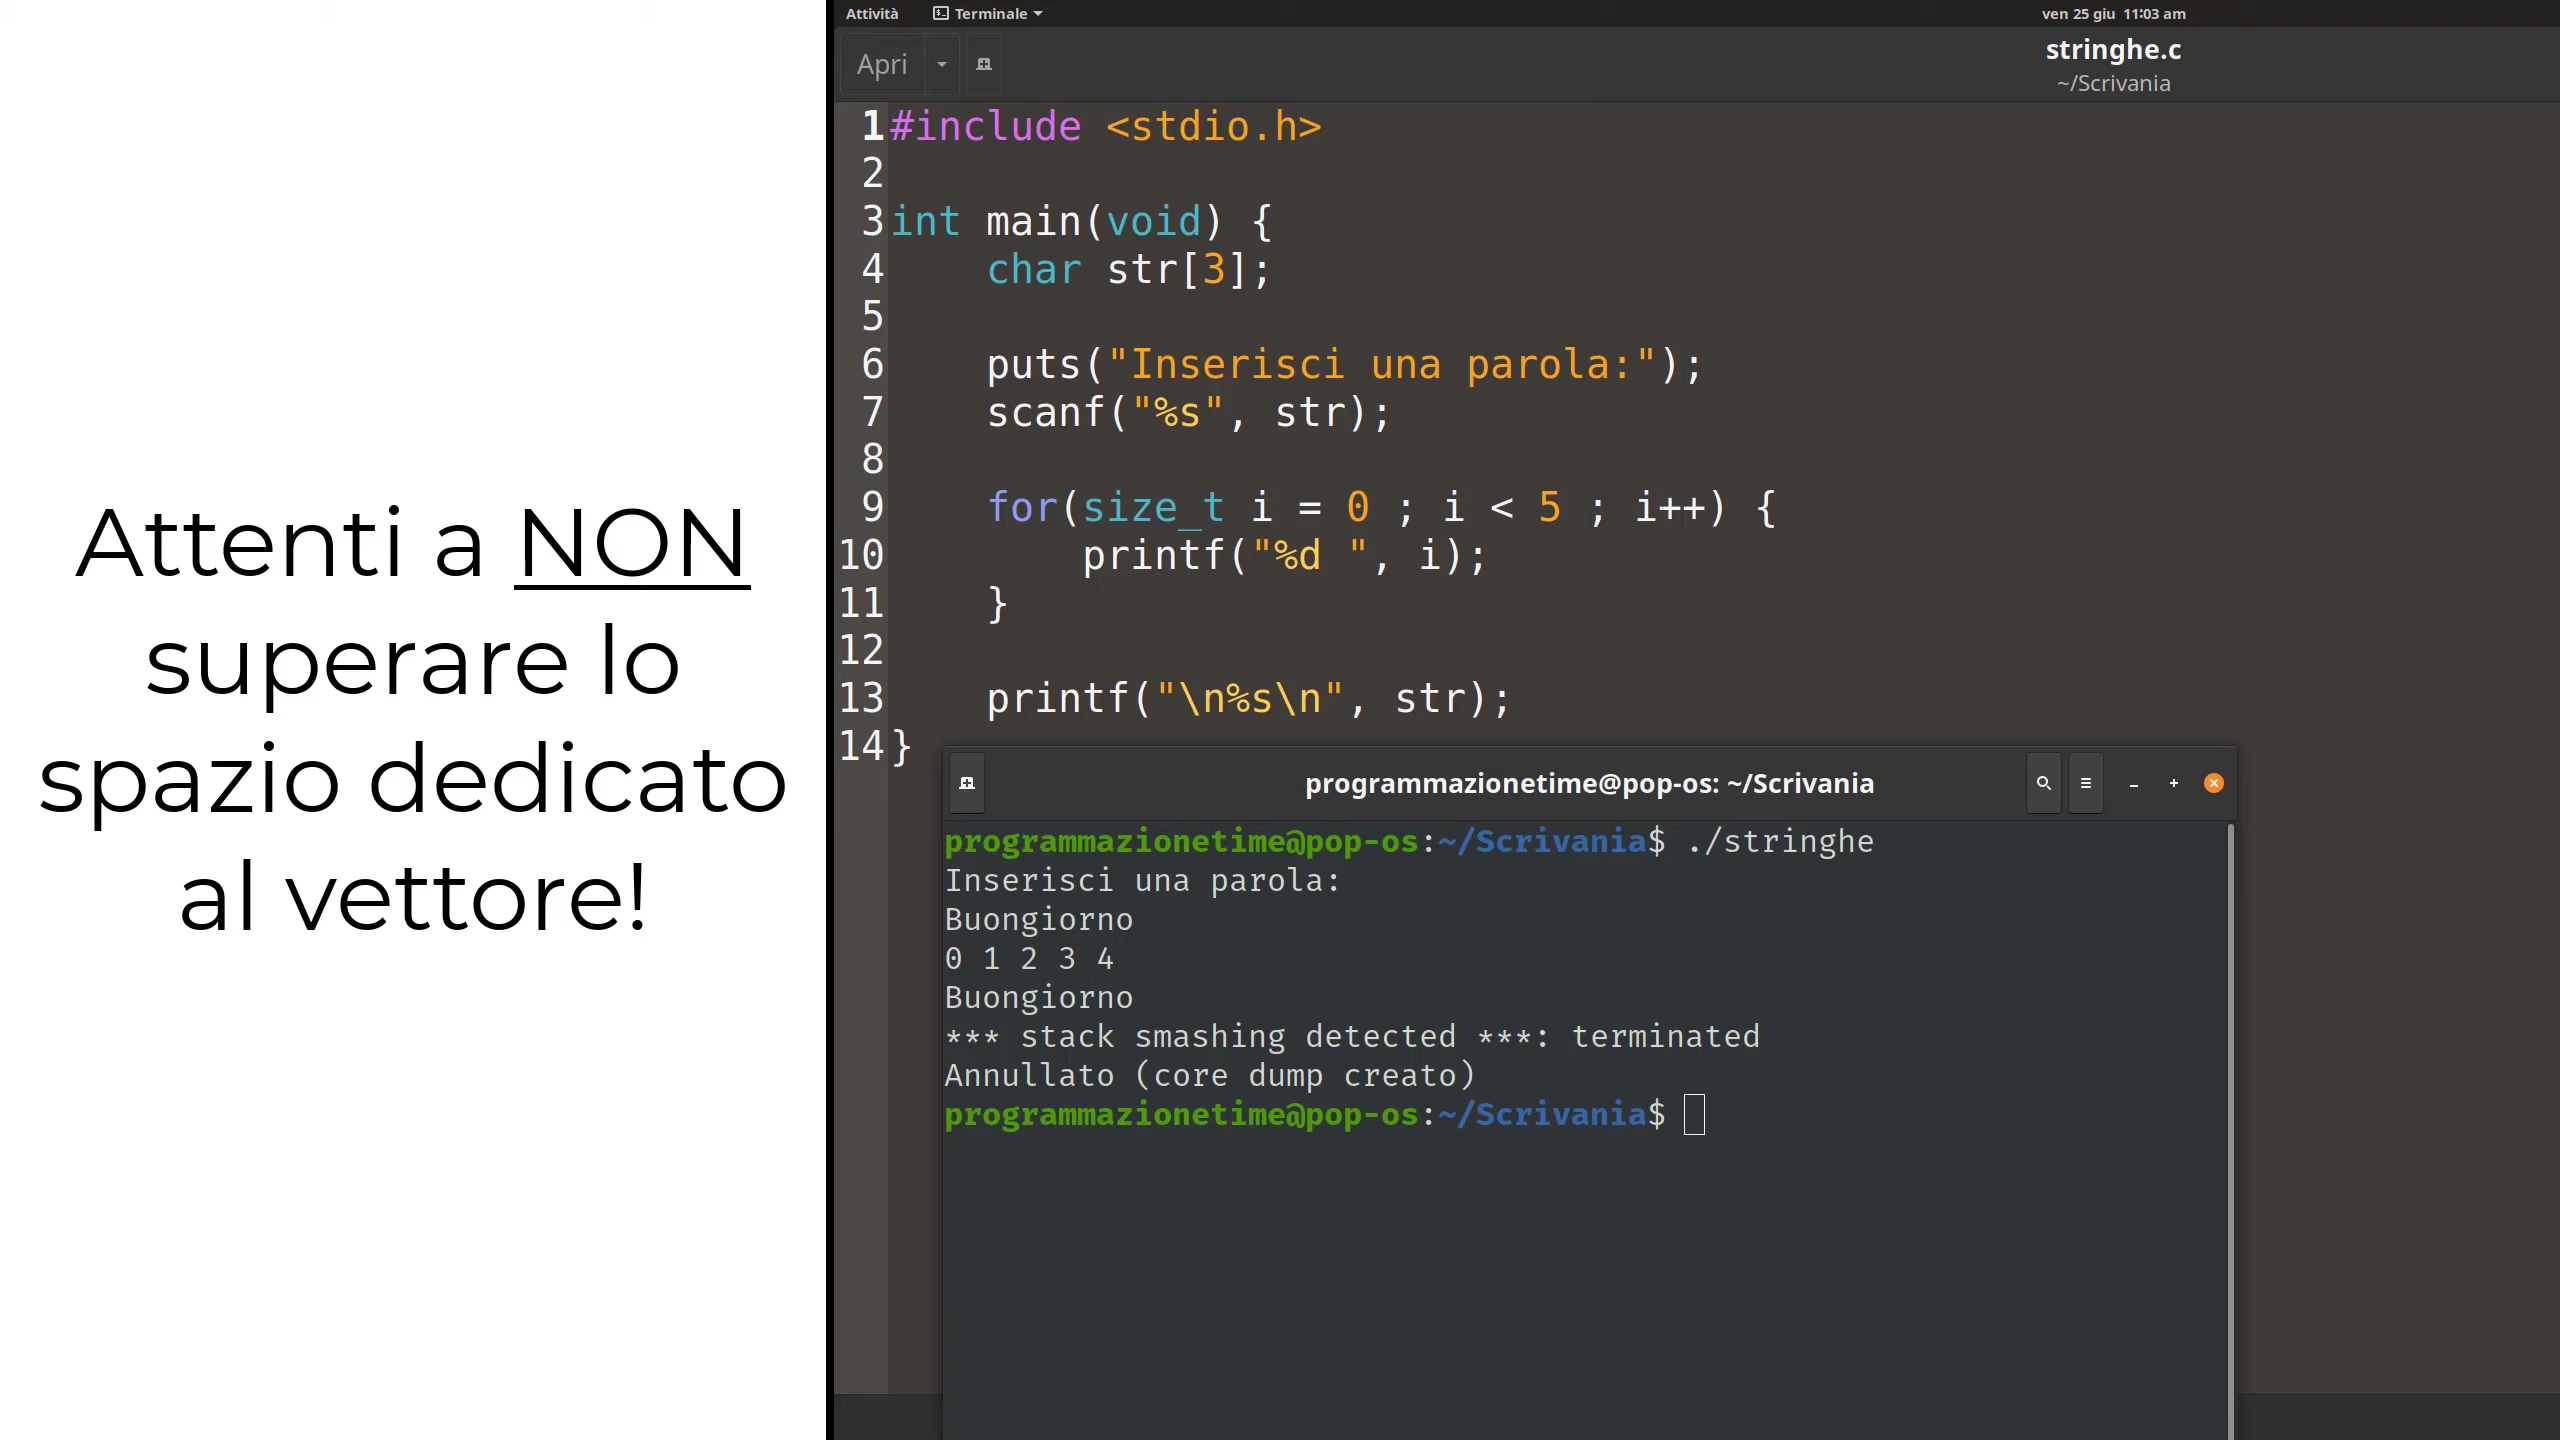 Attenti a NON
superare lo
spazio dedicato
al vettore!
Attività Terminale ven 25 giu 11:03 am
Apri stringhe.c
~/Scrivania
1 #include <stdio.h>
2
3 int main(void) {
4     char str[3];
5
6     puts("Inserisci una parola:");
7     scanf("%s", str);
8
9     for(size_t i = 0 ; i < 5 ; i++) {
10         printf("%d ", i);
11     }
12
13     printf("\n%s\n", str);
14 }
programmazionetime@pop-os: ~/Scrivania
programmazionetime@pop-os:~/Scrivania$ ./stringhe
Inserisci una parola:
Buongiorno
0 1 2 3 4
Buongiorno
*** stack smashing detected ***: terminated
Annullato (core dump creato)
programmazionetime@pop-os:~/Scrivania$